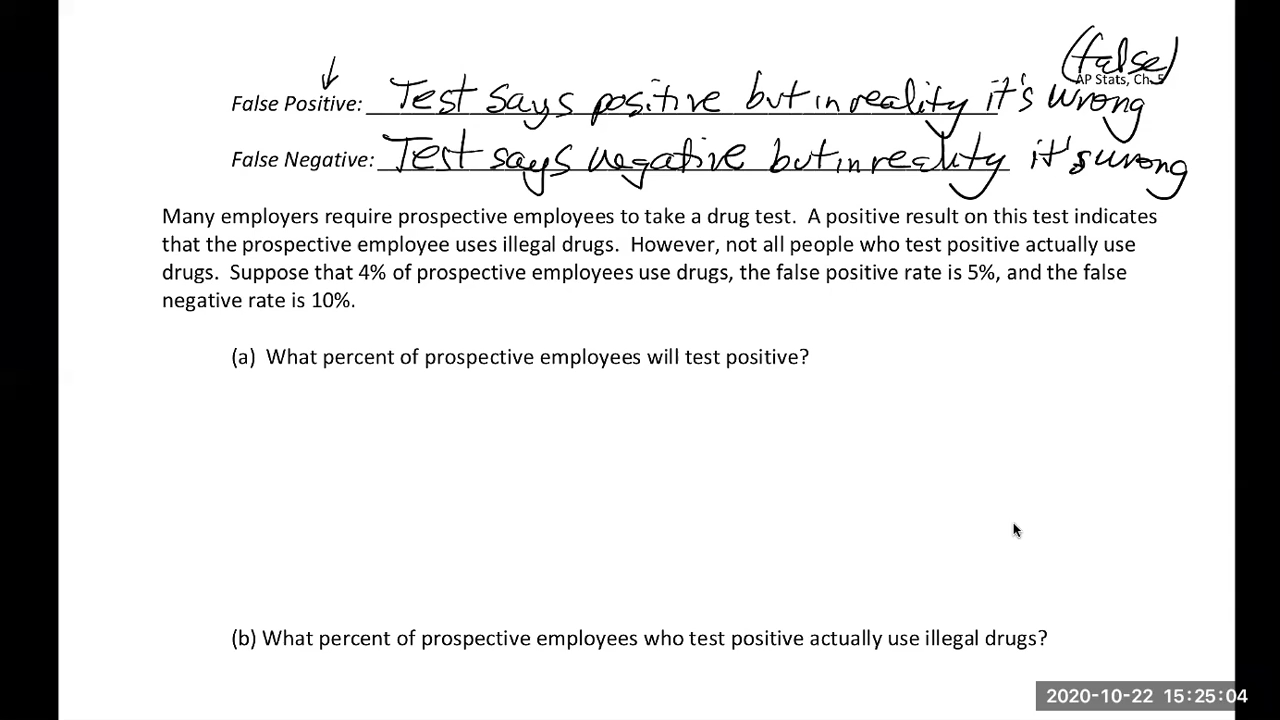 (false)
AP Stats, Ch. 5
False Positive: Test says positive but in reality it's wrong
False Negative: Test says negative but in reality it's wrong
Many employers require prospective employees to take a drug test. A positive result on this test indicates
that the prospective employee uses illegal drugs. However, not all people who test positive actually use
drugs. Suppose that 4% of prospective employees use drugs, the false positive rate is 5%, and the false
negative rate is 10%.
(a) What percent of prospective employees will test positive?
(b) What percent of prospective employees who test positive actually use illegal drugs?
2020-10-22 15:25:04